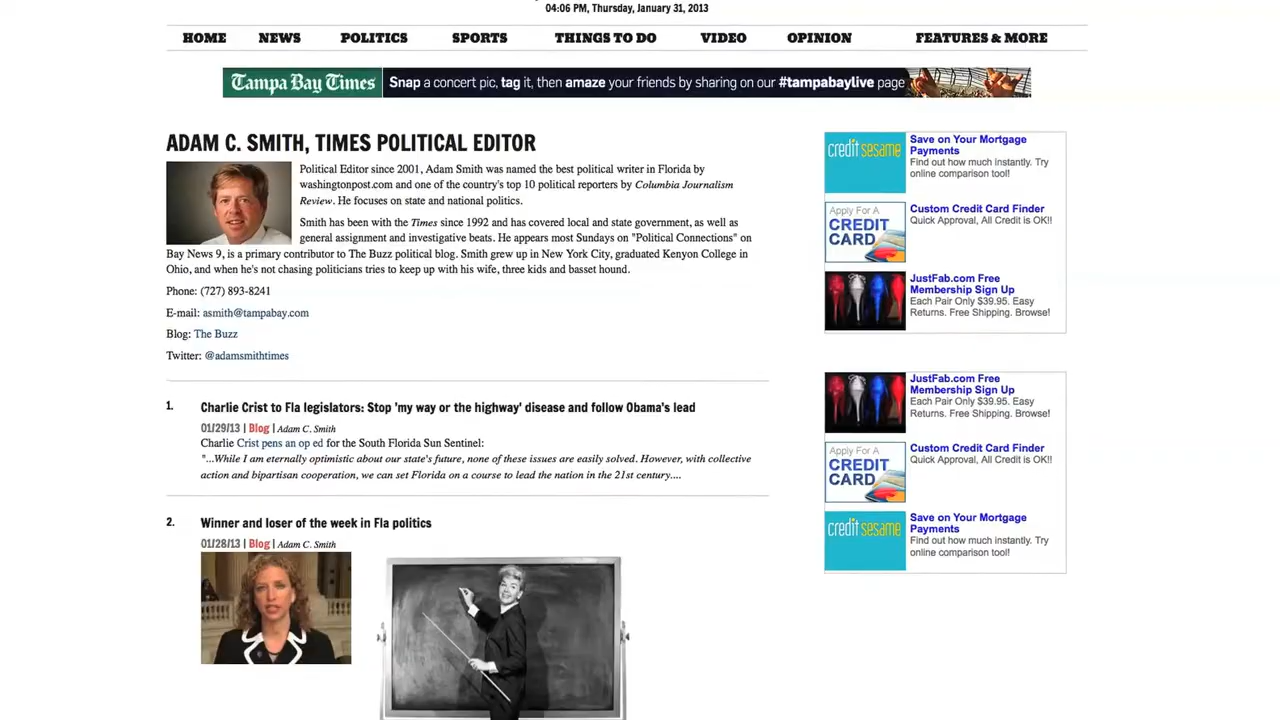 04:06 PM, Thursday, January 31, 2013
HOME NEWS POLITICS SPORTS THINGS TO DO VIDEO OPINION FEATURES & MORE
Tampa Bay Times Snap a concert pic, tag it, then amaze your friends by sharing on our #tampabaylive page
ADAM C. SMITH, TIMES POLITICAL EDITOR
Political Editor since 2001, Adam Smith was named the best political writer in Florida by
washingtonpost.com and one of the country's top 10 political reporters by Columbia Journalism
Review. He focuses on state and national politics.
Smith has been with the Times since 1992 and has covered local and state government, as well as
general assignment and investigative beats. He appears most Sundays on "Political Connections" on
Bay News 9, is a primary contributor to The Buzz political blog. Smith grew up in New York City, graduated Kenyon College in
Ohio, and when he's not chasing politicians tries to keep up with his wife, three kids and basset hound.
Phone: (727) 893-8241
E-mail: asmith@tampabay.com
Blog: The Buzz
Twitter: @adamsmithtimes
1. Charlie Crist to Fla legislators: Stop 'my way or the highway' disease and follow Obama's lead
01/29/13 | Blog | Adam C. Smith
Charlie Crist pens an op ed for the South Florida Sun Sentinel:
"...While I am eternally optimistic about our state's future, none of these issues are easily solved. However, with collective
action and bipartisan cooperation, we can set Florida on a course to lead the nation in the 21st century....
2. Winner and loser of the week in Fla politics
01/28/13 | Blog | Adam C. Smith
credit sesame
Save on Your Mortgage
Payments
Find out how much instantly. Try
online comparison tool!
Apply For A
CREDIT
CARD
Custom Credit Card Finder
Quick Approval, All Credit is OK!!
JustFab.com Free
Membership Sign Up
Each Pair Only $39.95. Easy
Returns. Free Shipping. Browse!
JustFab.com Free
Membership Sign Up
Each Pair Only $39.95. Easy
Returns. Free Shipping. Browse!
Apply For A
CREDIT
CARD
Custom Credit Card Finder
Quick Approval, All Credit is OK!!
credit sesame
Save on Your Mortgage
Payments
Find out how much instantly. Try
online comparison tool!